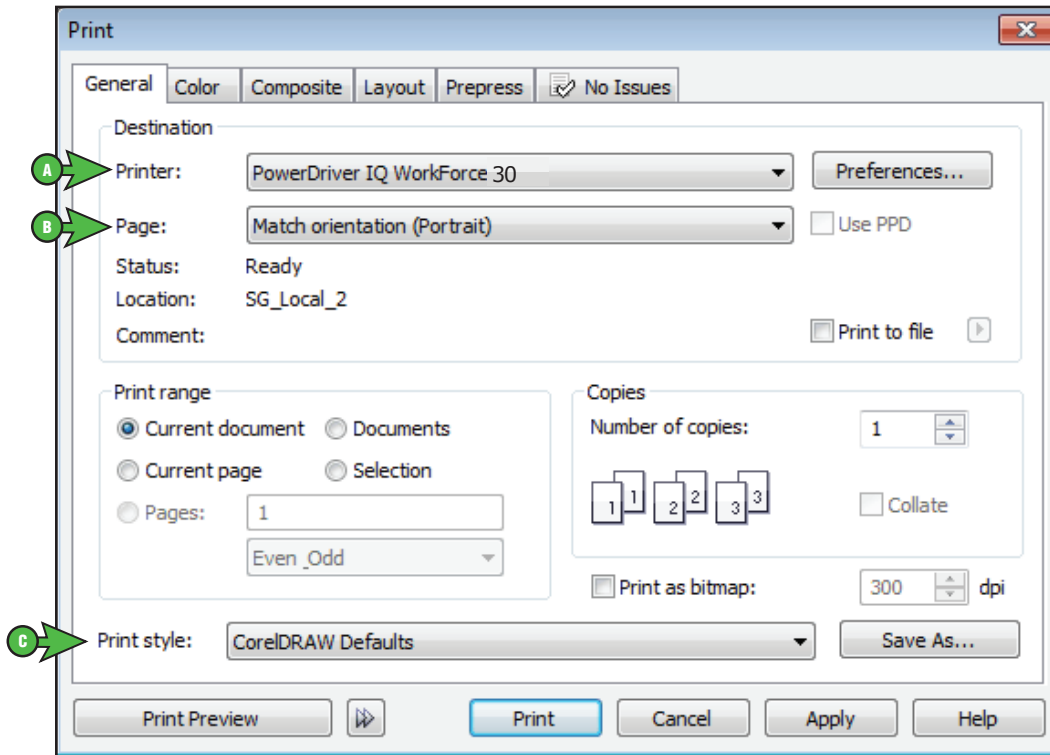 Print
General Color Composite Layout Prepress No Issues
Destination
A Printer: PowerDriver IQ WorkForce 30 Preferences...
B Page: Match orientation (Portrait) Use PPD
Status: Ready
Location: SG_Local_2
Comment: Print to file
Print range
Current document Documents
Current page Selection
Pages: 1
Even _Odd
Copies
Number of copies: 1
1 1 2 2 3 3 Collate
Print as bitmap: 300 dpi
C Print style: CorelDRAW Defaults Save As...
Print Preview Print Cancel Apply Help